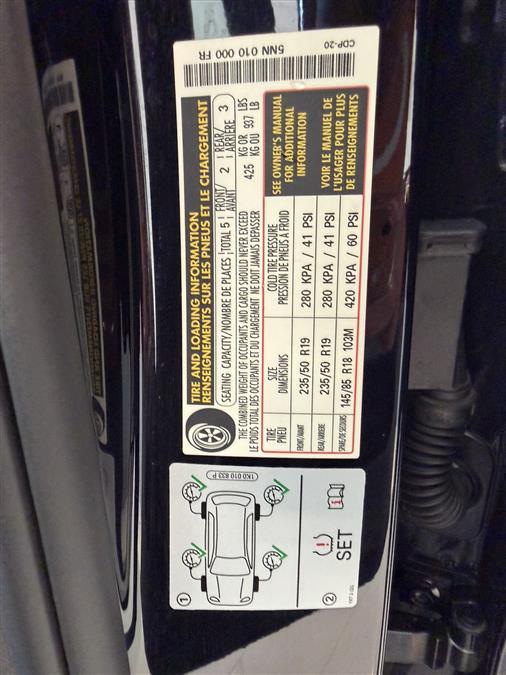 5NN 010 000 FR
CDP-20
TIRE AND LOADING INFORMATION
RENSEIGNEMENTS SUR LES PNEUS ET LE CHARGEMENT
SEATING CAPACITY/NOMBRE DE PLACES TOTAL 5 FRONT/AVANT 2 REAR/ARRIÈRE 3
THE COMBINED WEIGHT OF OCCUPANTS AND CARGO SHOULD NEVER EXCEED 425 KG OR 937 LBS
LE POIDS TOTAL DES OCCUPANTS ET DU CHARGEMENT NE DOIT JAMAIS DÉPASSER 425 KG OU 937 LB
TIRE SIZE COLD TIRE PRESSURE
PNEU DIMENSIONS PRESSION DE PNEUS À FROID
FRONT/AVANT 235/50 R19 280 KPA / 41 PSI
REAR/ARRIÈRE 235/50 R19 280 KPA / 41 PSI
SPARE/DE SECOURS 145/85 R18 103M 420 KPA / 60 PSI
SEE OWNER'S MANUAL
FOR ADDITIONAL
INFORMATION
VOIR LE MANUEL DE
L'USAGER POUR PLUS
DE RENSEIGNEMENTS
1
1K0 010 833 P
2
SET